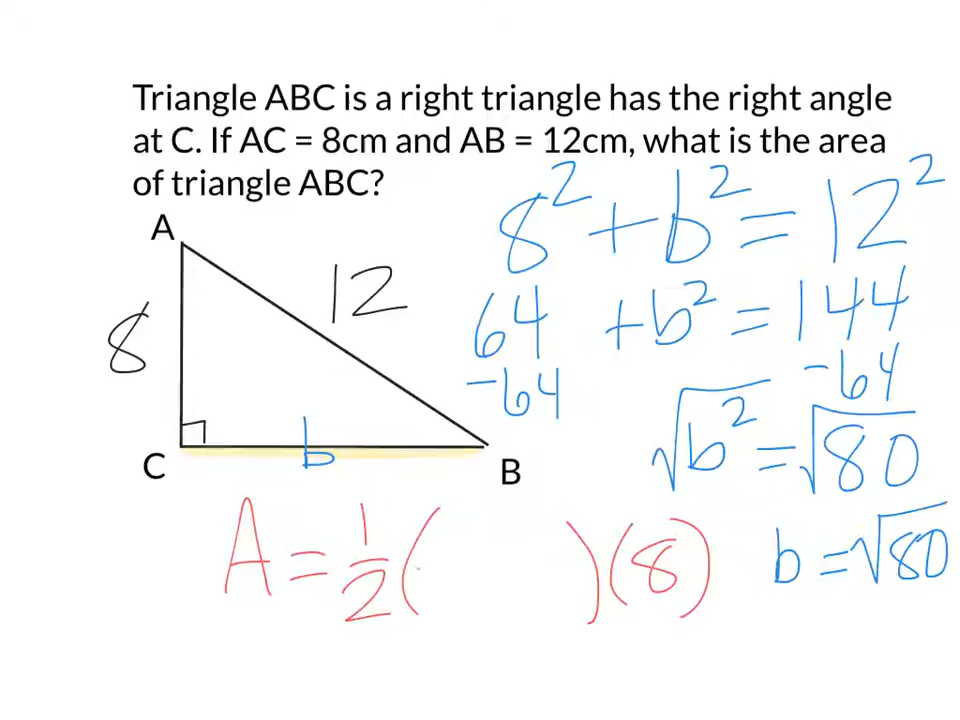 Triangle ABC is a right triangle has the right angle
at C. If AC = 8cm and AB = 12cm, what is the area
of triangle ABC?
8² + b² = 12²
A
12
8
64 + b² = 144
-64 -64
√b² = √80
b
C
B
A = 1/2 ( )(8)
b = √80